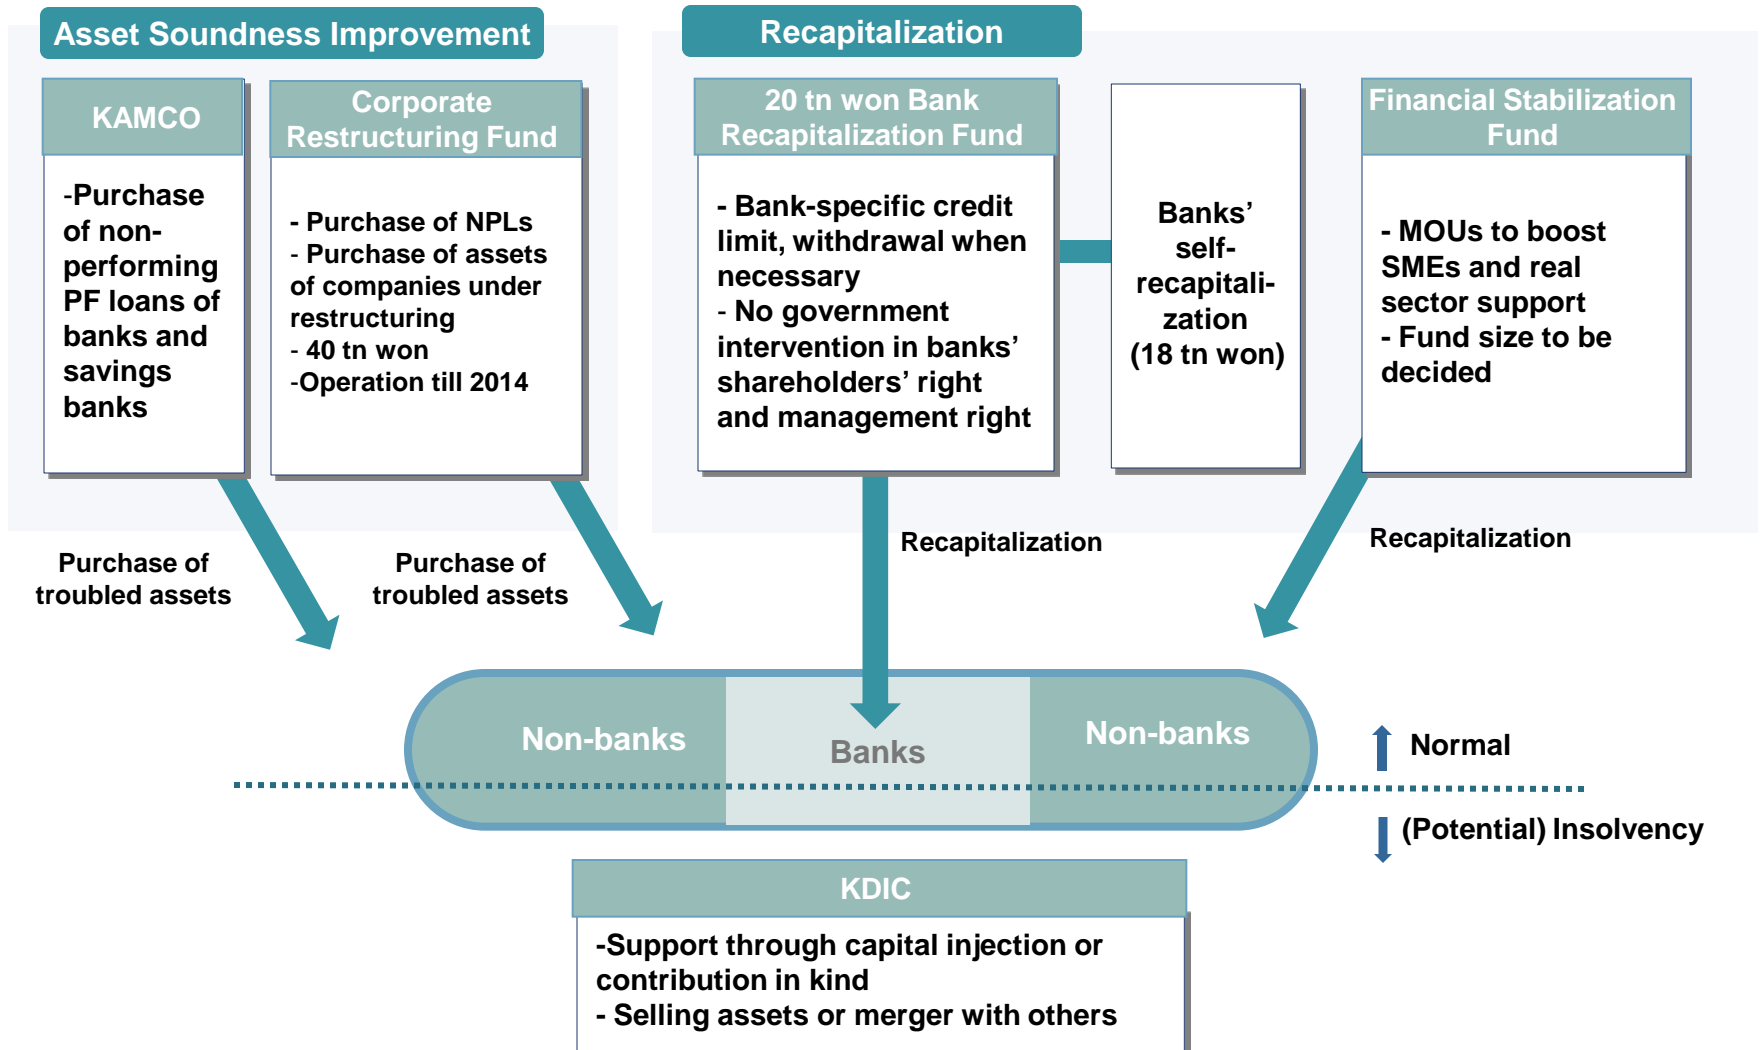 Asset Soundness Improvement
KAMCO
-Purchase
of non-
performing
PF loans of
banks and
savings
banks
Corporate
Restructuring Fund
- Purchase of NPLs
- Purchase of assets
of companies under
restructuring
- 40 tn won
-Operation till 2014
Recapitalization
20 tn won Bank
Recapitalization Fund
- Bank-specific credit
limit, withdrawal when
necessary
- No government
intervention in banks’
shareholders’ right
and management right
Banks’
self-
recapitali-
zation
(18 tn won)
Financial Stabilization
Fund
- MOUs to boost
SMEs and real
sector support
- Fund size to be
decided
Purchase of
troubled assets
Purchase of
troubled assets
Recapitalization
Recapitalization
Non-banks
Banks
Non-banks
Normal
(Potential) Insolvency
KDIC
-Support through capital injection or
contribution in kind
- Selling assets or merger with others